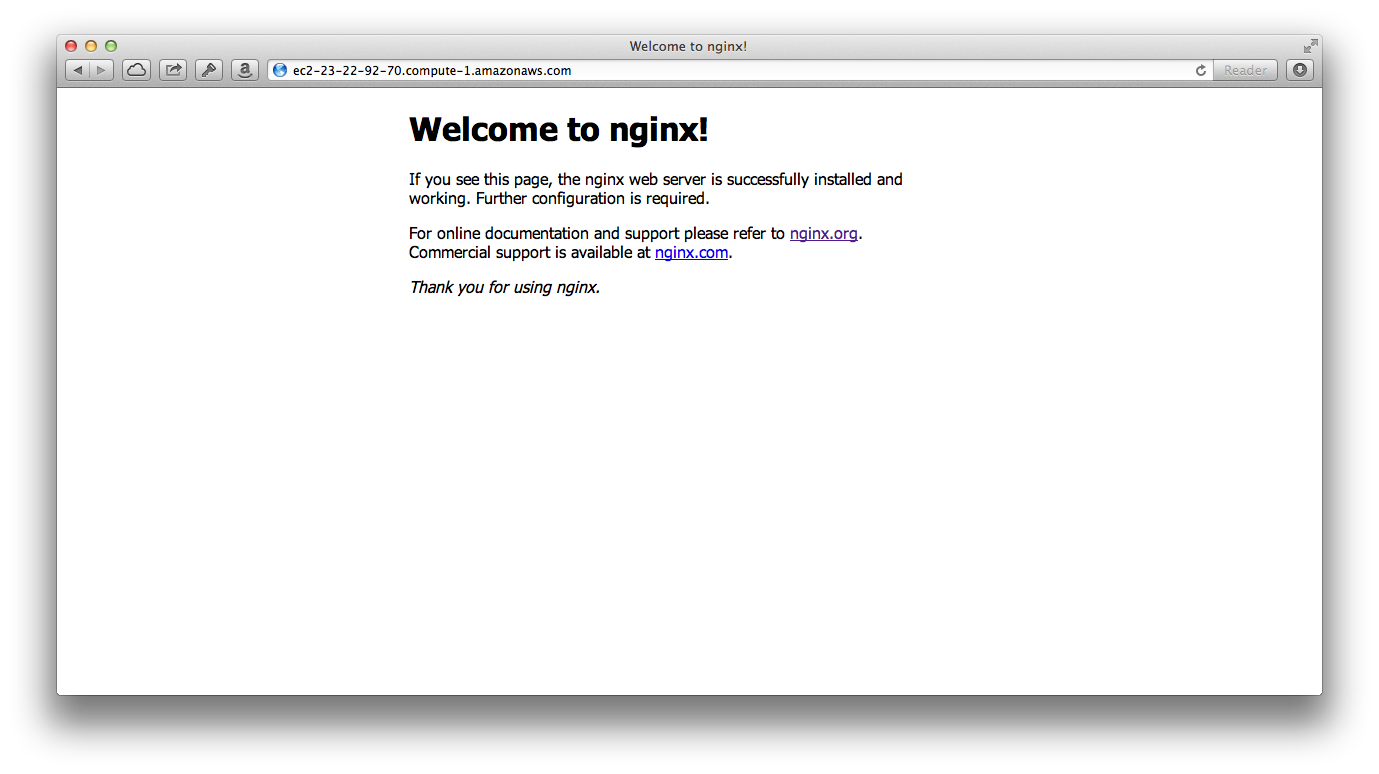 Welcome to nginx!
ec2-23-22-92-70.compute-1.amazonaws.com
Reader
Welcome to nginx!
If you see this page, the nginx web server is successfully installed and
working. Further configuration is required.
For online documentation and support please refer to nginx.org.
Commercial support is available at nginx.com.
Thank you for using nginx.